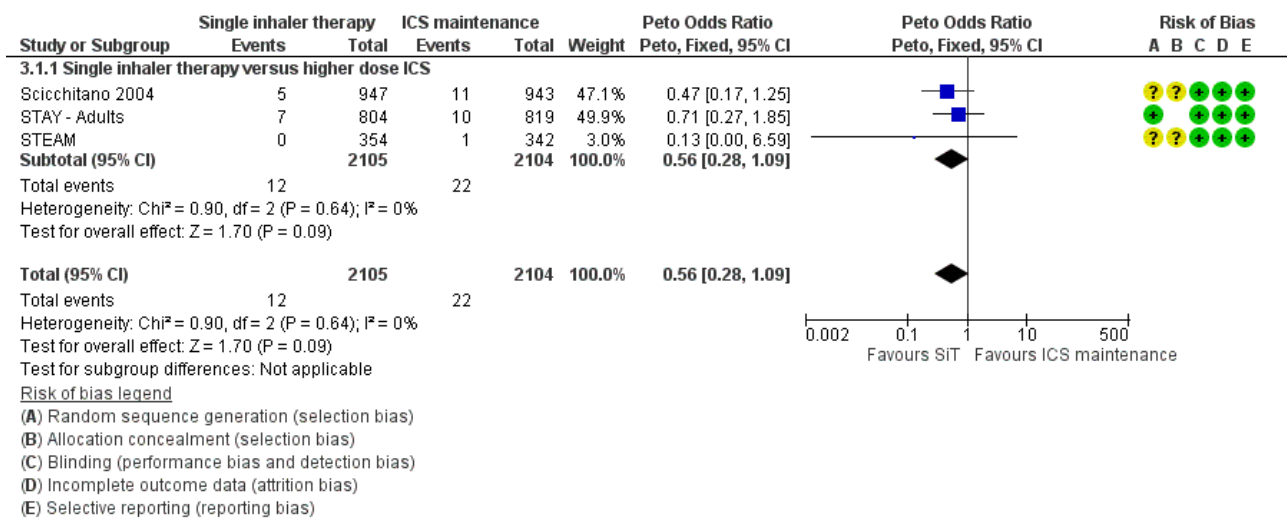 Single inhaler therapy ICS maintenance Peto Odds Ratio Peto Odds Ratio Risk of Bias
Study or Subgroup Events Total Events Total Weight Peto, Fixed, 95% CI Peto, Fixed, 95% CI A B C D E
3.1.1 Single inhaler therapy versus higher dose ICS
Scicchitano 2004 5 947 11 943 47.1% 0.47 [0.17, 1.25] ? ? + + +
STAY - Adults 7 804 10 819 49.9% 0.71 [0.27, 1.85] + + + +
STEAM 0 354 1 342 3.0% 0.13 [0.00, 6.59] ? ? + + +
Subtotal (95% CI) 2105 2104 100.0% 0.56 [0.28, 1.09]
Total events 12 22
Heterogeneity: Chi² = 0.90, df = 2 (P = 0.64); I² = 0%
Test for overall effect: Z = 1.70 (P = 0.09)
Total (95% CI) 2105 2104 100.0% 0.56 [0.28, 1.09]
Total events 12 22
Heterogeneity: Chi² = 0.90, df = 2 (P = 0.64); I² = 0%
Test for overall effect: Z = 1.70 (P = 0.09)
Test for subgroup differences: Not applicable
0.002 0.1 1 10 500
Favours SiT Favours ICS maintenance
Risk of bias legend
(A) Random sequence generation (selection bias)
(B) Allocation concealment (selection bias)
(C) Blinding (performance bias and detection bias)
(D) Incomplete outcome data (attrition bias)
(E) Selective reporting (reporting bias)